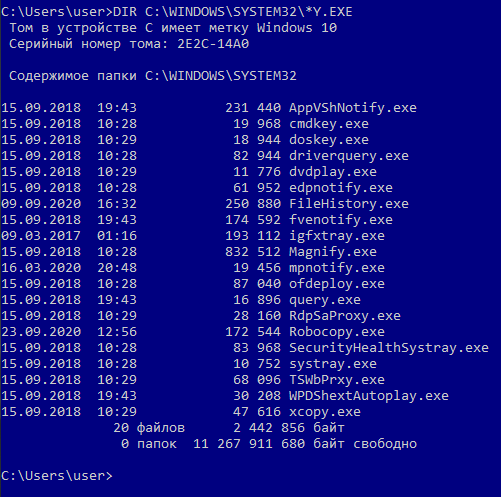 C:\Users\user>DIR C:\WINDOWS\SYSTEM32\*Y.EXE
Том в устройстве C имеет метку Windows 10
Серийный номер тома: 2E2C-14A0
Содержимое папки C:\WINDOWS\SYSTEM32
15.09.2018  19:43           231 440 AppVShNotify.exe
15.09.2018  10:28            19 968 cmdkey.exe
15.09.2018  10:29            18 944 doskey.exe
15.09.2018  10:28            82 944 driverquery.exe
15.09.2018  10:29            11 776 dvdplay.exe
15.09.2018  10:28            61 952 edpnotify.exe
09.09.2020  16:32           250 880 FileHistory.exe
15.09.2018  19:43           174 592 fvenotify.exe
09.03.2017  01:16           193 112 igfxtray.exe
15.09.2018  10:28           832 512 Magnify.exe
16.03.2020  20:48            19 456 mpnotify.exe
15.09.2018  10:28            87 040 ofdeploy.exe
15.09.2018  19:43            16 896 query.exe
15.09.2018  10:29            28 160 RdpSaProxy.exe
23.09.2020  12:56           172 544 Robocopy.exe
15.09.2018  10:28            83 968 SecurityHealthSystray.exe
15.09.2018  10:28            10 752 systray.exe
15.09.2018  10:29            68 096 TSWbPrxy.exe
15.09.2018  19:43            30 208 WPDShextAutoplay.exe
15.09.2018  10:29            47 616 xcopy.exe
20 файлов      2 442 856 байт
0 папок  11 267 911 680 байт свободно
C:\Users\user>